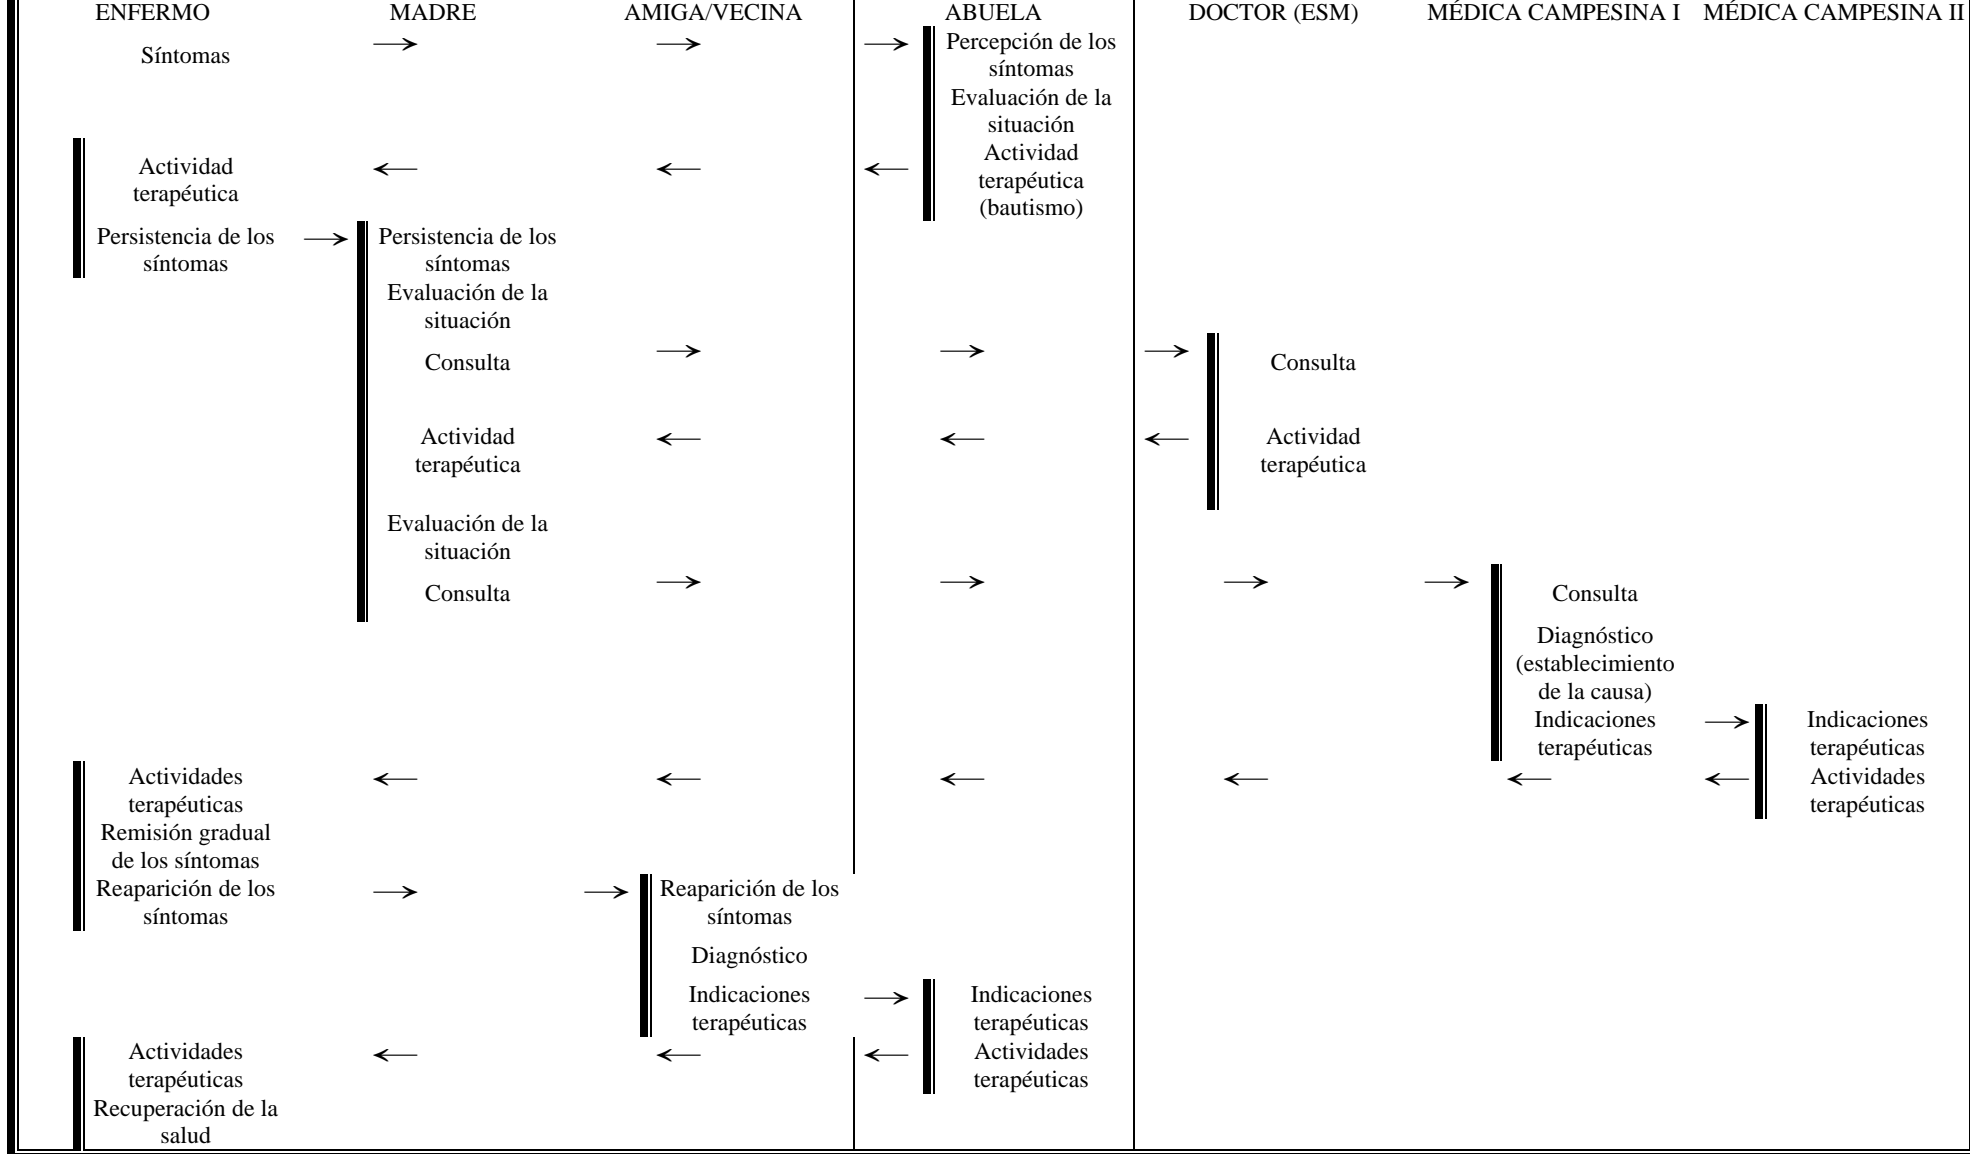 ENFERMO MADRE AMIGA/VECINA ABUELA DOCTOR (ESM) MÉDICA CAMPESINA I MÉDICA CAMPESINA II
Síntomas
Percepción de los
síntomas
Evaluación de la
situación
Actividad
terapéutica
Actividad
terapéutica
(bautismo)
Persistencia de los
síntomas
Persistencia de los
síntomas
Evaluación de la
situación
Consulta
Consulta
Actividad
terapéutica
Actividad
terapéutica
Evaluación de la
situación
Consulta
Consulta
Diagnóstico
(establecimiento
de la causa)
Indicaciones
terapéuticas
Indicaciones
terapéuticas
Actividades
terapéuticas
Actividades
terapéuticas
Remisión gradual
de los síntomas
Reaparición de los
síntomas
Reaparición de los
síntomas
Diagnóstico
Indicaciones
terapéuticas
Indicaciones
terapéuticas
Actividades
terapéuticas
Actividades
terapéuticas
Recuperación de la
salud